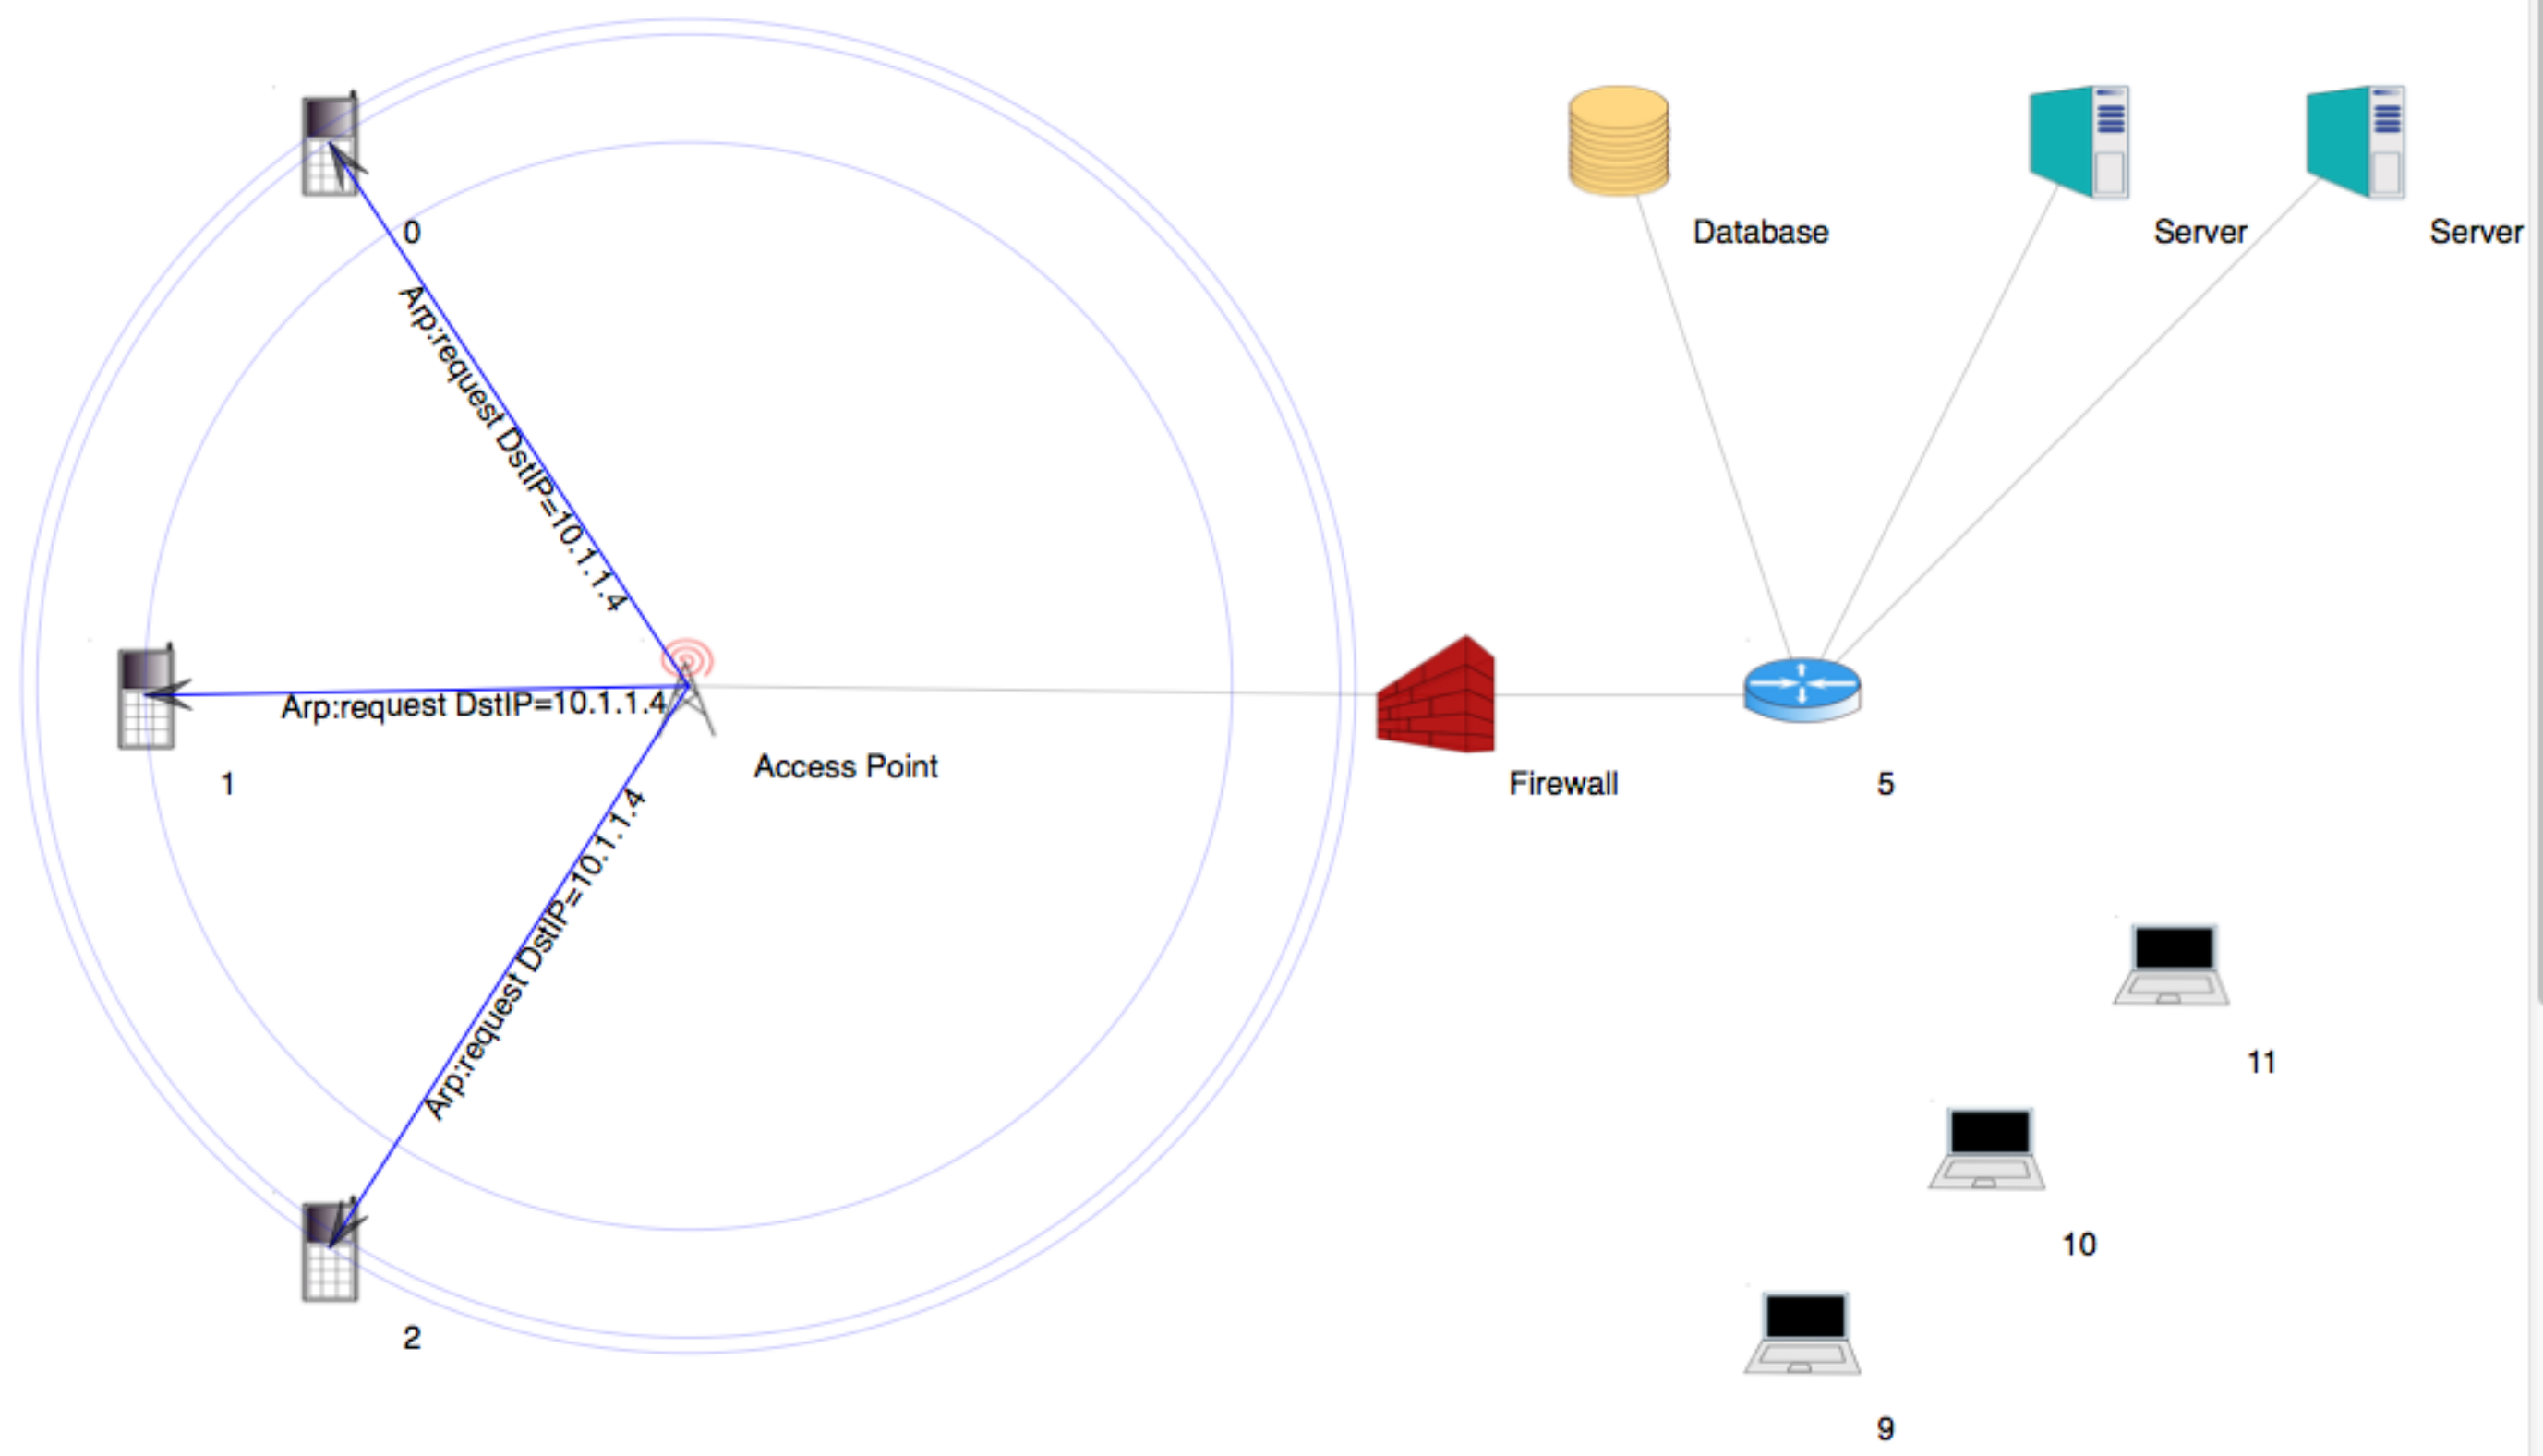 0
Database
Server
Server
Arp:request DstIP=10.1.1.4
Arp:request DstIP=10.1.1.4
Access Point
1
Firewall
5
Arp:request DstIP=10.1.1.4
11
10
2
9